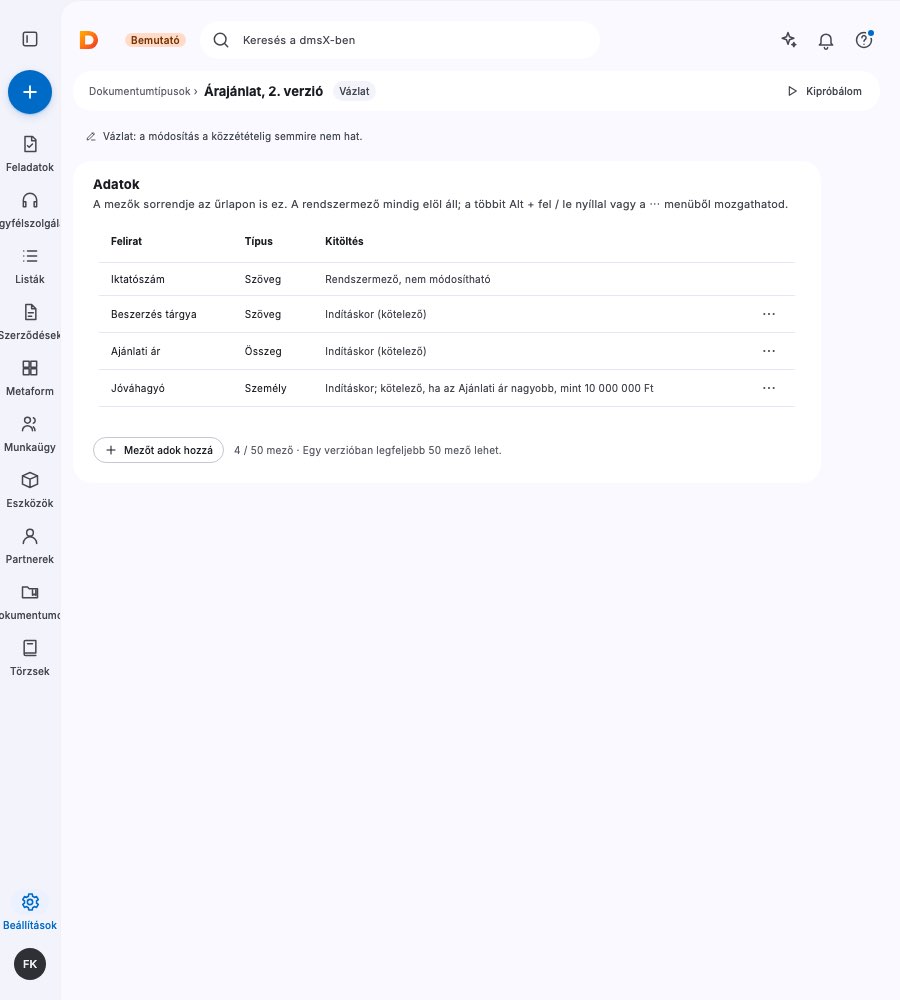 Bemutató
Keresés a dmsX-ben
Dokumentumtípusok › Árajánlat, 2. verzió Vázlat
Kipróbálom
Vázlat: a módosítás a közzétételig semmire nem hat.
Adatok
A mezők sorrendje az űrlapon is ez. A rendszermező mindig elöl áll; a többit Alt + fel / le nyíllal vagy a ··· menüből mozgathatod.
Felirat Típus Kitöltés
Iktatószám Szöveg Rendszermező, nem módosítható
Beszerzés tárgya Szöveg Indításkor (kötelező) ···
Ajánlati ár Összeg Indításkor (kötelező) ···
Jóváhagyó Személy Indításkor; kötelező, ha az Ajánlati ár nagyobb, mint 10 000 000 Ft ···
Mezőt adok hozzá
4 / 50 mező · Egy verzióban legfeljebb 50 mező lehet.
Feladatok
gyfélszolgál
Listák
Szerződések
Metaform
Munkaügy
Eszközök
Partnerek
okumentumo
Törzsek
Beállítások
FK